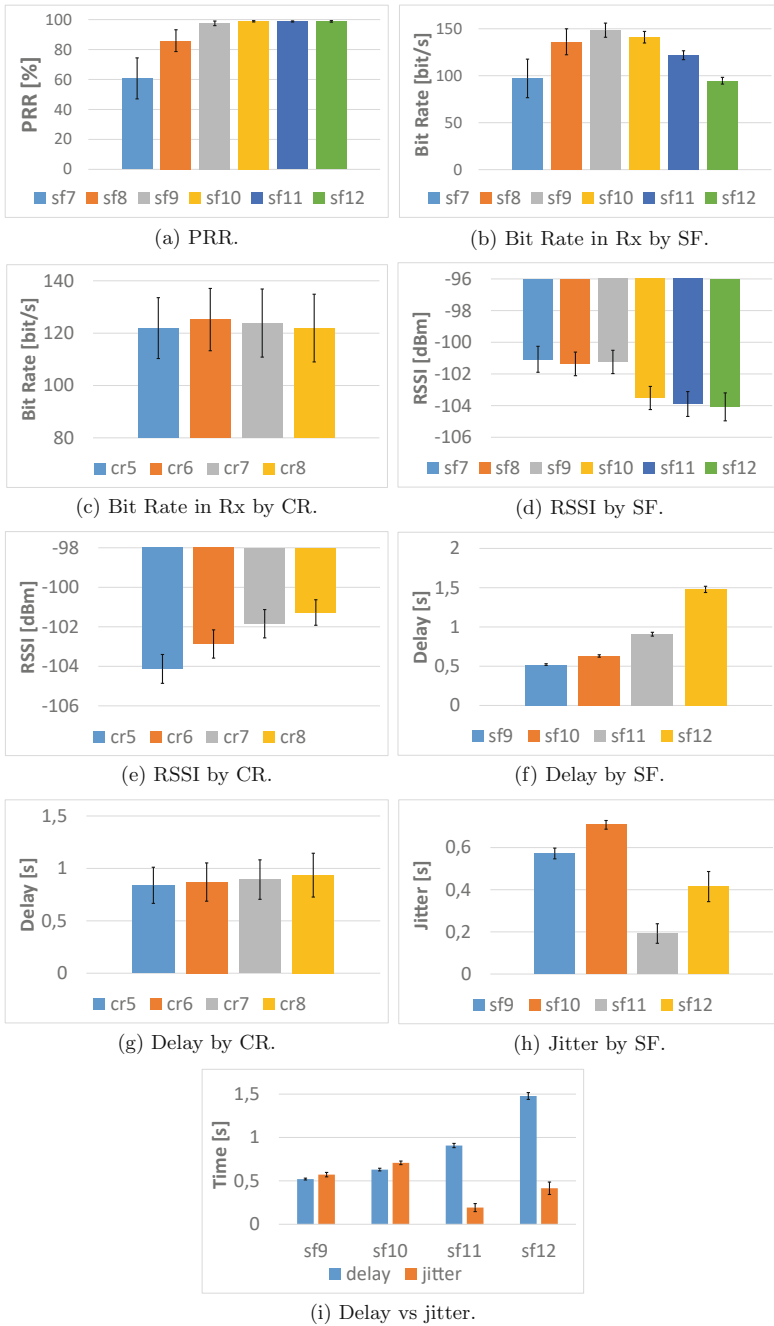 PRR [%]
100
80
60
40
20
0
sf7 sf8 sf9 sf10 sf11 sf12
(a) PRR.
Bit Rate [bit/s]
150
100
50
0
sf7 sf8 sf9 sf10 sf11 sf12
(b) Bit Rate in Rx by SF.
Bit Rate [bit/s]
140
120
100
80
cr5 cr6 cr7 cr8
(c) Bit Rate in Rx by CR.
RSSI [dBm]
-96
-98
-100
-102
-104
-106
sf7 sf8 sf9 sf10 sf11 sf12
(d) RSSI by SF.
RSSI [dBm]
-98
-100
-102
-104
-106
cr5 cr6 cr7 cr8
(e) RSSI by CR.
Delay [s]
2
1,5
1
0,5
0
sf9 sf10 sf11 sf12
(f) Delay by SF.
Delay [s]
1,5
1
0,5
0
cr5 cr6 cr7 cr8
(g) Delay by CR.
Jitter [s]
0,6
0,4
0,2
0
sf9 sf10 sf11 sf12
(h) Jitter by SF.
Time [s]
1,5
1
0,5
0
sf9 sf10 sf11 sf12
delay jitter
(i) Delay vs jitter.